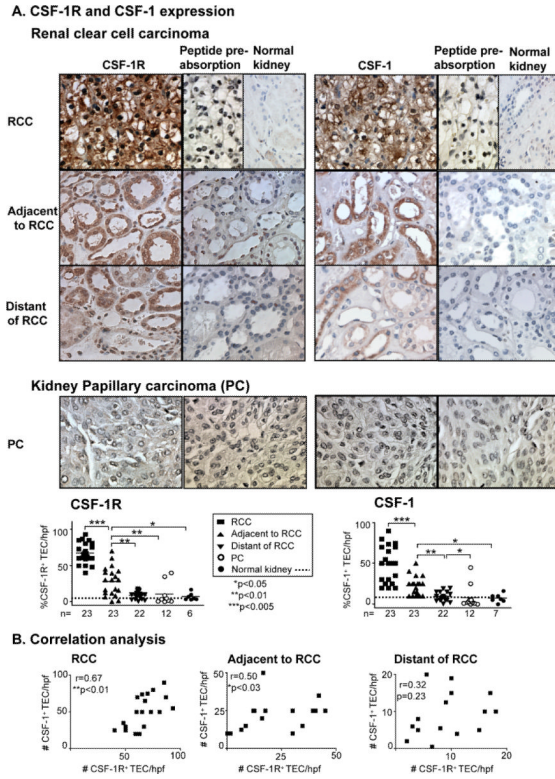 A. CSF-1R and CSF-1 expression
Renal clear cell carcinoma
CSF-1R
Peptide pre-absorption
Normal kidney
CSF-1
Peptide pre-absorption
Normal kidney
RCC
Adjacent to RCC
Distant of RCC
Kidney Papillary carcinoma (PC)
PC
CSF-1R
%CSF-1R⁺ TEC/hpf
100
50
0
***
**
**
*
n= 23 23 22 12 6
RCC
Adjacent to RCC
Distant of RCC
PC
Normal kidney
*p<0.05
**p<0.01
***p<0.005
CSF-1
%CSF-1⁺ TEC/hpf
100
50
0
***
**
*
*
n= 23 23 22 12 7
B. Correlation analysis
RCC
r=0.67
**p<0.01
# CSF-1⁺ TEC/hpf
100
50
0
50 100
# CSF-1R⁺ TEC/hpf
Adjacent to RCC
r=0.50
*p<0.03
# CSF-1⁺ TEC/hpf
50
25
0
0 25 50
# CSF-1R⁺ TEC/hpf
Distant of RCC
r=0.32
p=0.23
# CSF-1⁺ TEC/hpf
20
10
0
0 10 20
# CSF-1R⁺ TEC/hpf